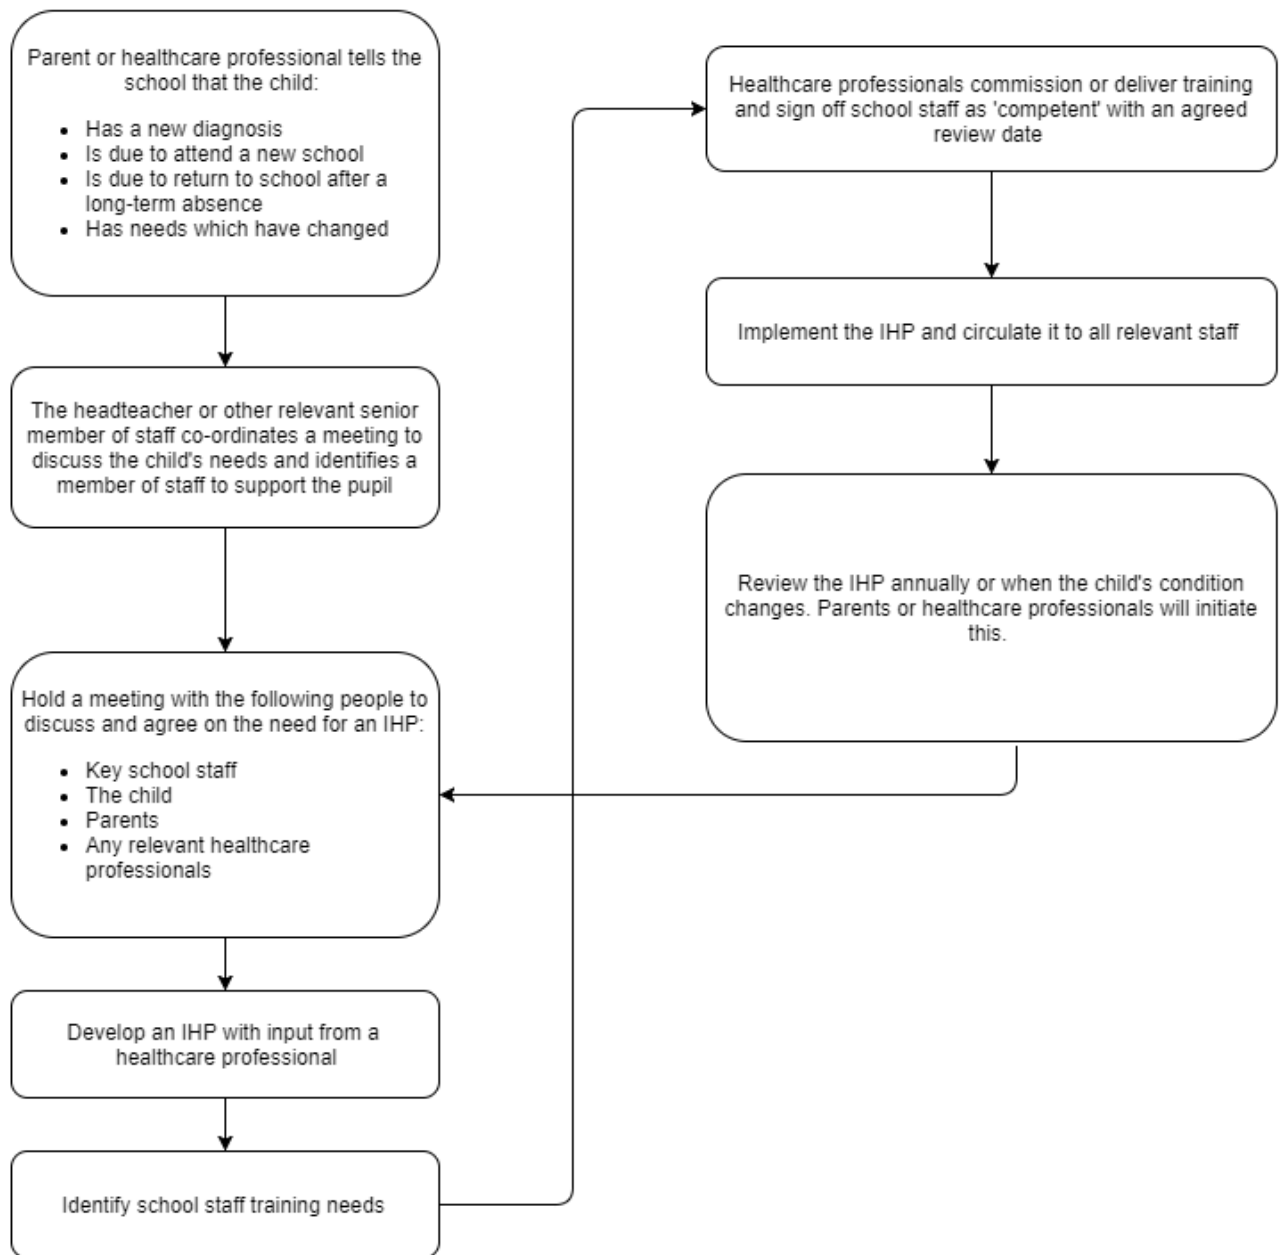 Parent or healthcare professional tells the
school that the child:
• Has a new diagnosis
• Is due to attend a new school
• Is due to return to school after a
long-term absence
• Has needs which have changed
The headteacher or other relevant senior
member of staff co-ordinates a meeting to
discuss the child's needs and identifies a
member of staff to support the pupil
Hold a meeting with the following people to
discuss and agree on the need for an IHP:
• Key school staff
• The child
• Parents
• Any relevant healthcare
professionals
Develop an IHP with input from a
healthcare professional
Identify school staff training needs
Healthcare professionals commission or deliver training
and sign off school staff as 'competent' with an agreed
review date
Implement the IHP and circulate it to all relevant staff
Review the IHP annually or when the child's condition
changes. Parents or healthcare professionals will initiate
this.